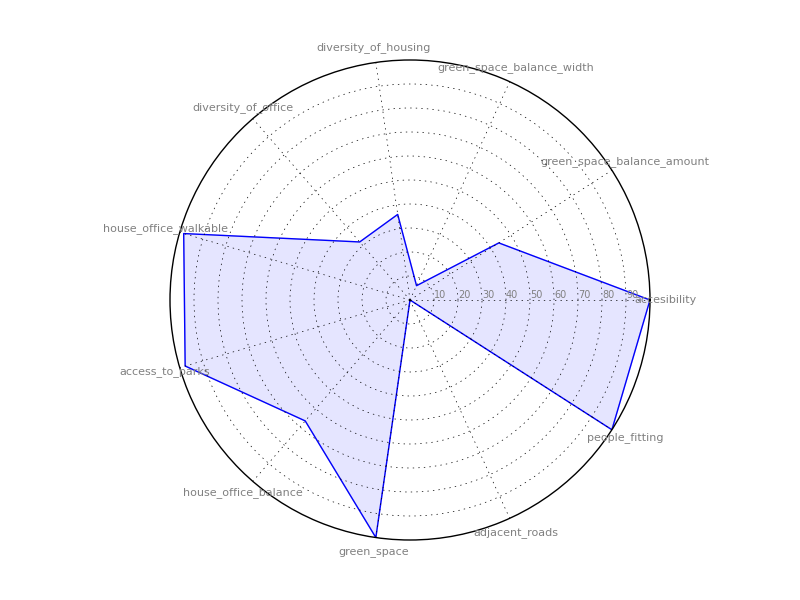 diversity_of_housing
green_space_balance_width
diversity_of_office
green_space_balance_amount
house_office_walkable
10 20 30 40 50 60 70 80 90
accesibility
access_to_parks
people_fitting
house_office_balance
adjacent_roads
green_space